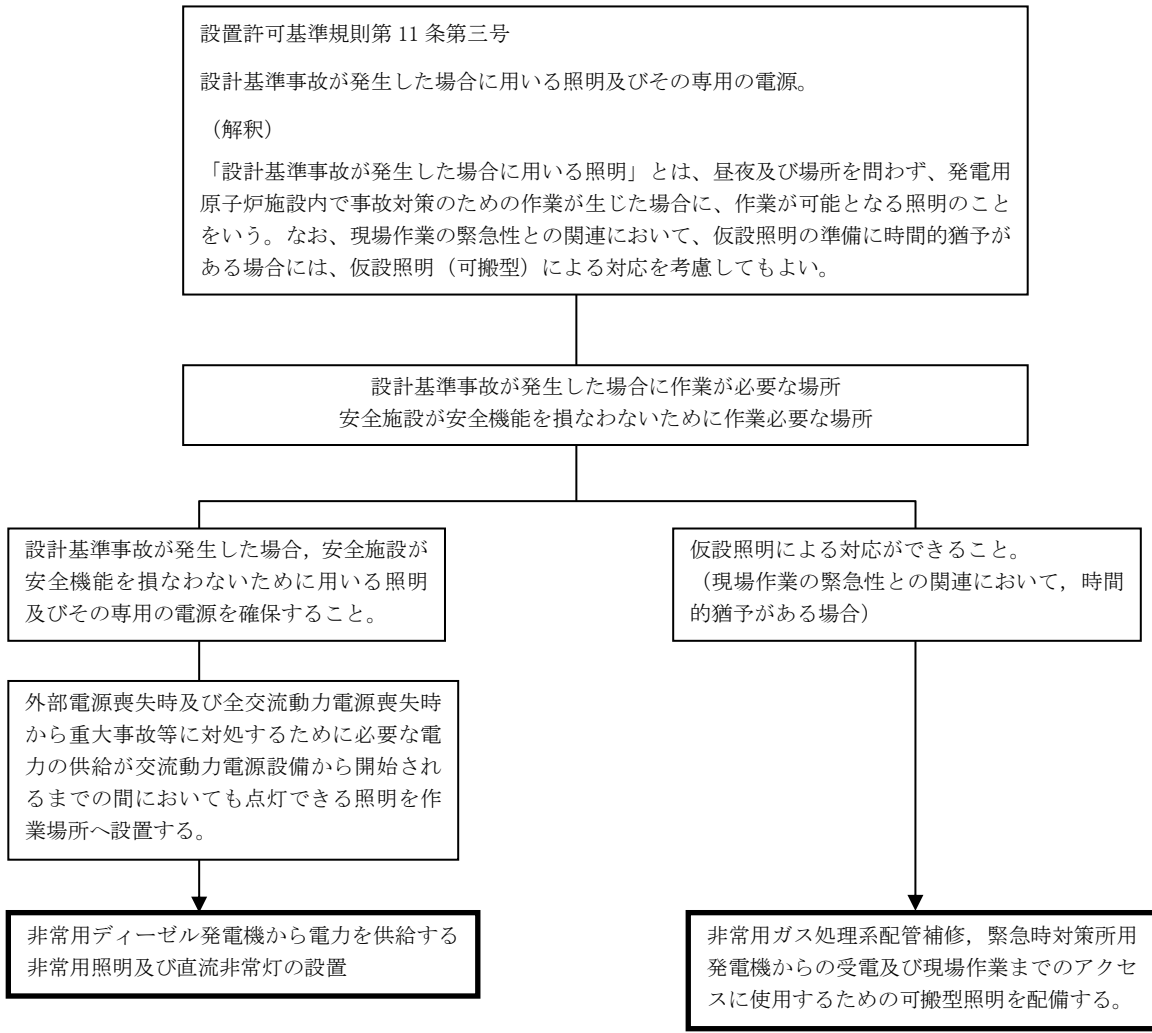 設置許可基準規則第 11 条第三号
設計基準事故が発生した場合に用いる照明及びその専用の電源。
（解釈）
「設計基準事故が発生した場合に用いる照明」とは、昼夜及び場所を問わず、発電用
原子炉施設内で事故対策のための作業が生じた場合に、作業が可能となる照明のこと
をいう。なお、現場作業の緊急性との関連において、仮設照明の準備に時間的猶予が
ある場合には、仮設照明（可搬型）による対応を考慮してもよい。
設計基準事故が発生した場合に作業が必要な場所
安全施設が安全機能を損なわないために作業必要な場所
設計基準事故が発生した場合，安全施設が
安全機能を損なわないために用いる照明
及びその専用の電源を確保すること。
外部電源喪失時及び全交流動力電源喪失時
から重大事故等に対処するために必要な電
力の供給が交流動力電源設備から開始され
るまでの間においても点灯できる照明を作
業場所へ設置する。
非常用ディーゼル発電機から電力を供給する
非常用照明及び直流非常灯の設置
仮設照明による対応ができること。
（現場作業の緊急性との関連において，時間
的猶予がある場合）
非常用ガス処理系配管補修，緊急時対策所用
発電機からの受電及び現場作業までのアクセ
スに使用するための可搬型照明を配備する。